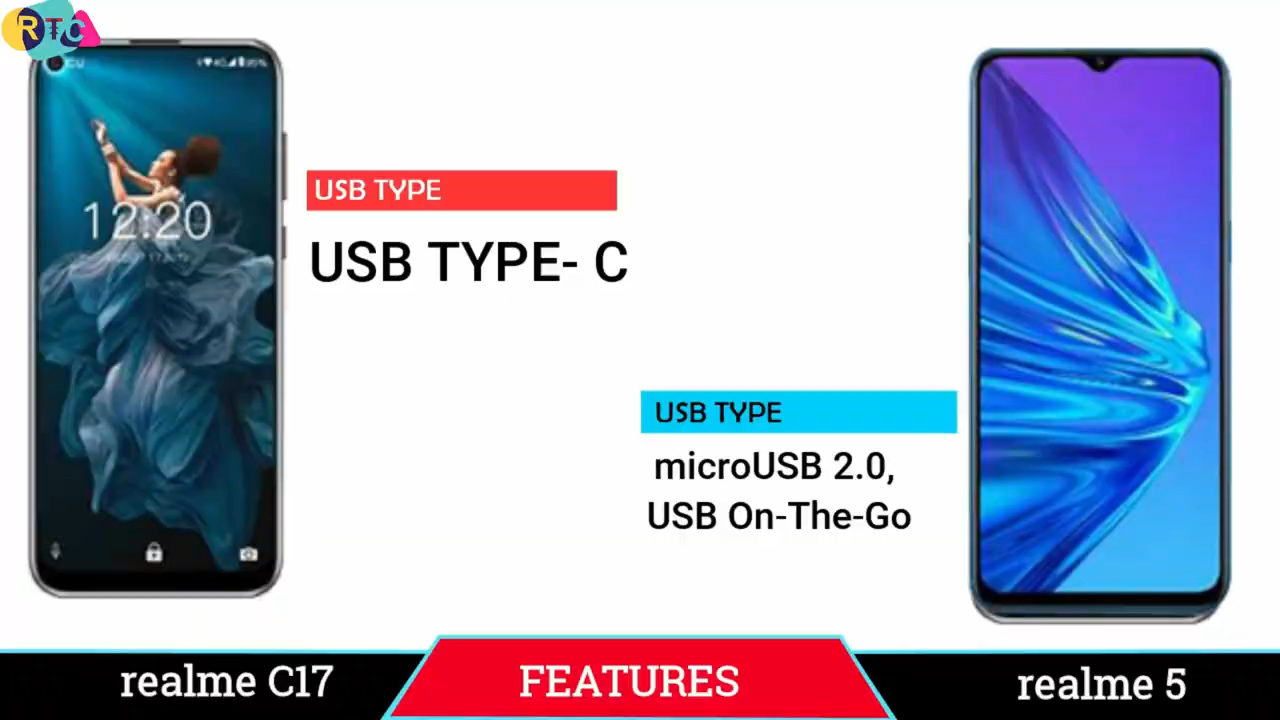 RTC
12:20
USB TYPE
USB TYPE- C
USB TYPE
microUSB 2.0,
USB On-The-Go
realme C17
FEATURES
realme 5